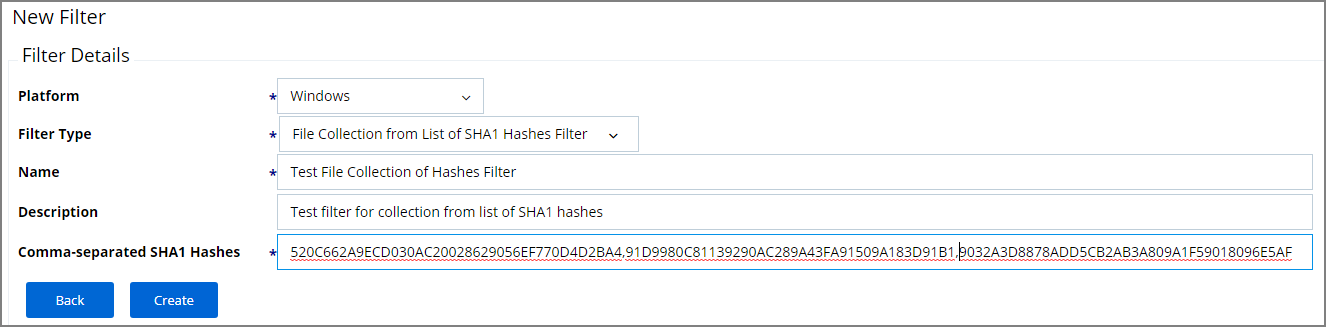 New Filter
Filter Details
Platform * Windows
Filter Type * File Collection from List of SHA1 Hashes Filter
Name * Test File Collection of Hashes Filter
Description Test filter for collection from list of SHA1 hashes
Comma-separated SHA1 Hashes * 520C662A9ECD030AC20028629056EF770D4D2BA4,91D9980C81139290AC289A43FA91509A183D91B1,9032A3D8878ADD5CB2AB3A809A1F59018096E5AF
Back Create